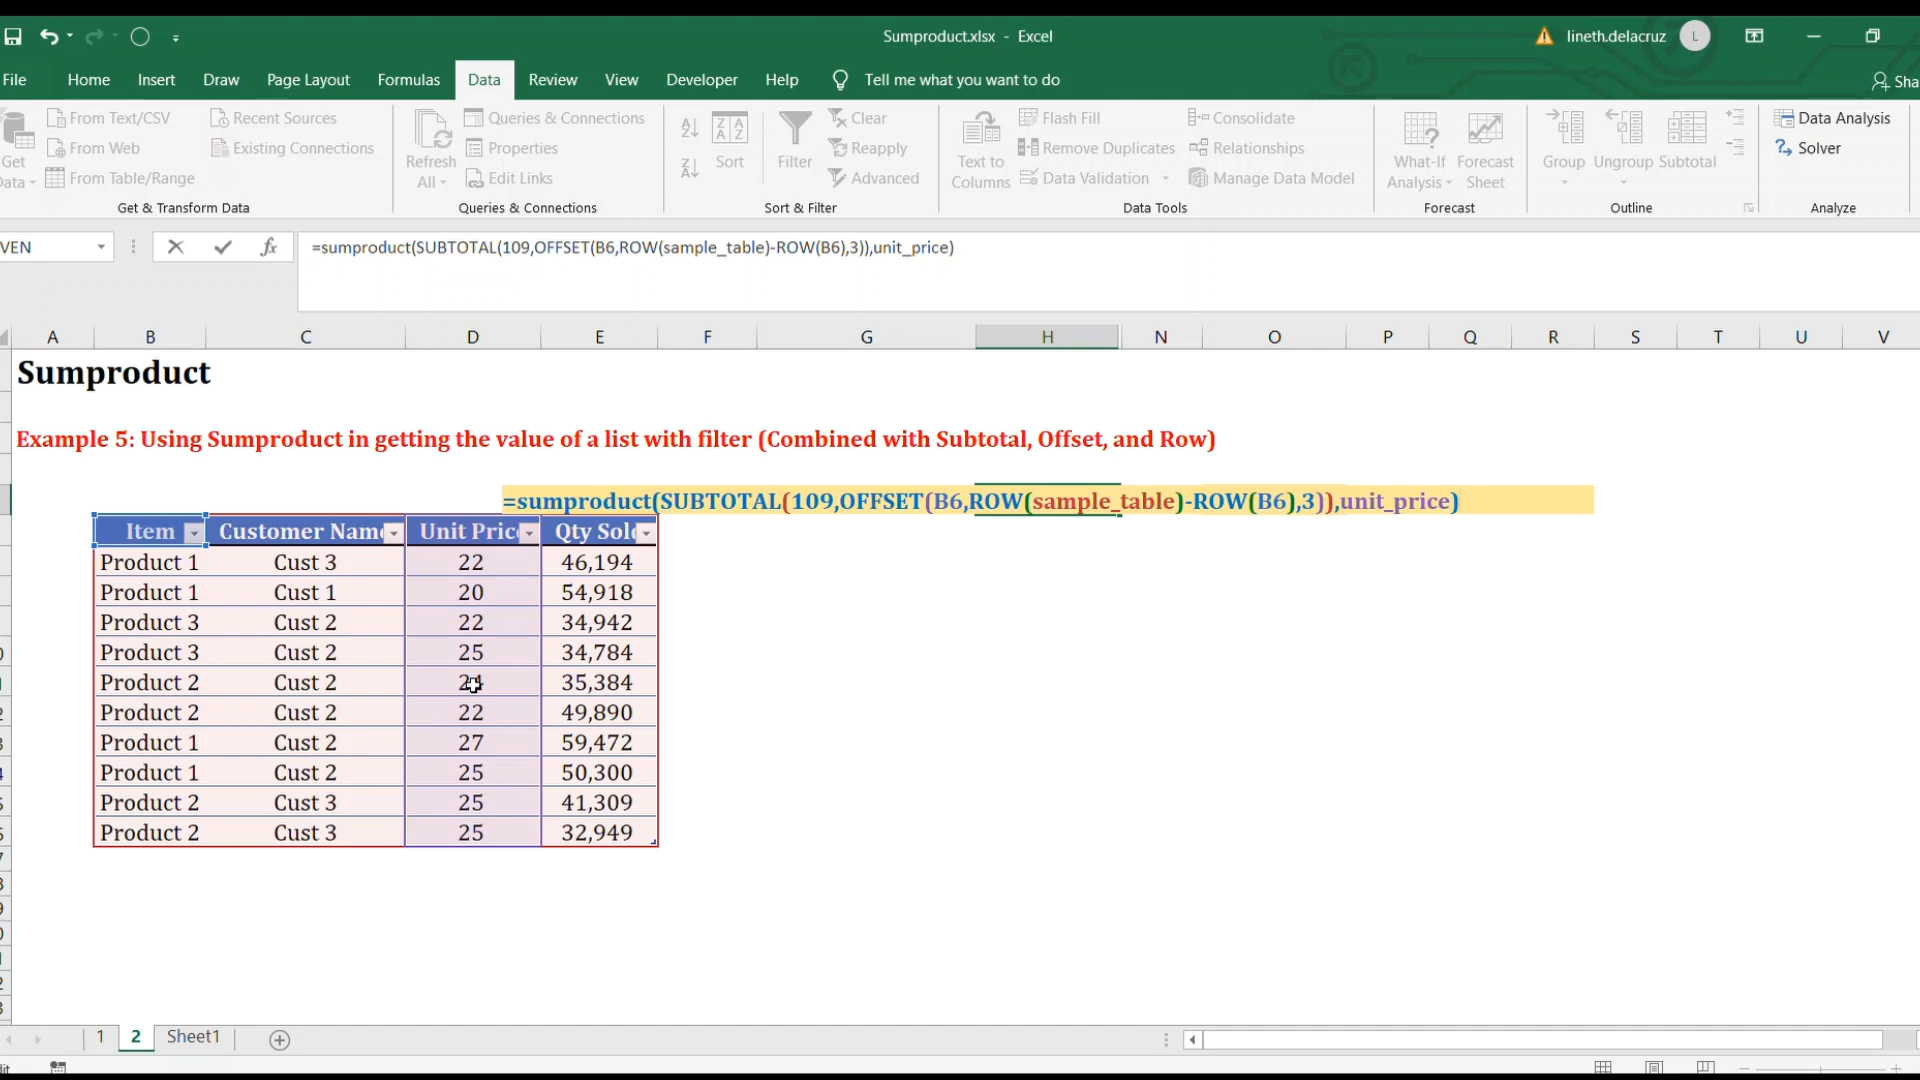 Sumproduct.xlsx - Excel
lineth.delacruz
L
File Home Insert Draw Page Layout Formulas Data Review View Developer Help Tell me what you want to do
From Text/CSV Recent Sources Queries & Connections Clear Flash Fill Consolidate Data Analysis
From Web Existing Connections Properties Reapply Remove Duplicates Relationships Solver
From Table/Range Edit Links Advanced Data Validation Manage Data Model
Get
Refresh All
Sort Filter
Text to Columns
What-If Analysis
Forecast Sheet
Group Ungroup Subtotal
Get & Transform Data Queries & Connections Sort & Filter Data Tools Forecast Outline Analyze
VEN fx =sumproduct(SUBTOTAL(109,OFFSET(B6,ROW(sample_table)-ROW(B6),3)),unit_price)
A B C D E F G H N O P Q R S T U V
Sumproduct
Example 5: Using Sumproduct in getting the value of a list with filter (Combined with Subtotal, Offset, and Row)
=sumproduct(SUBTOTAL(109,OFFSET(B6,ROW(sample_table)-ROW(B6),3)),unit_price)
Item Customer Nam Unit Pric Qty Sol
Product 1 Cust 3 22 46,194
Product 1 Cust 1 20 54,918
Product 3 Cust 2 22 34,942
Product 3 Cust 2 25 34,784
Product 2 Cust 2 35,384
Product 2 Cust 2 22 49,890
Product 1 Cust 2 27 59,472
Product 1 Cust 2 25 50,300
Product 2 Cust 3 25 41,309
Product 2 Cust 3 25 32,949
1 2 Sheet1